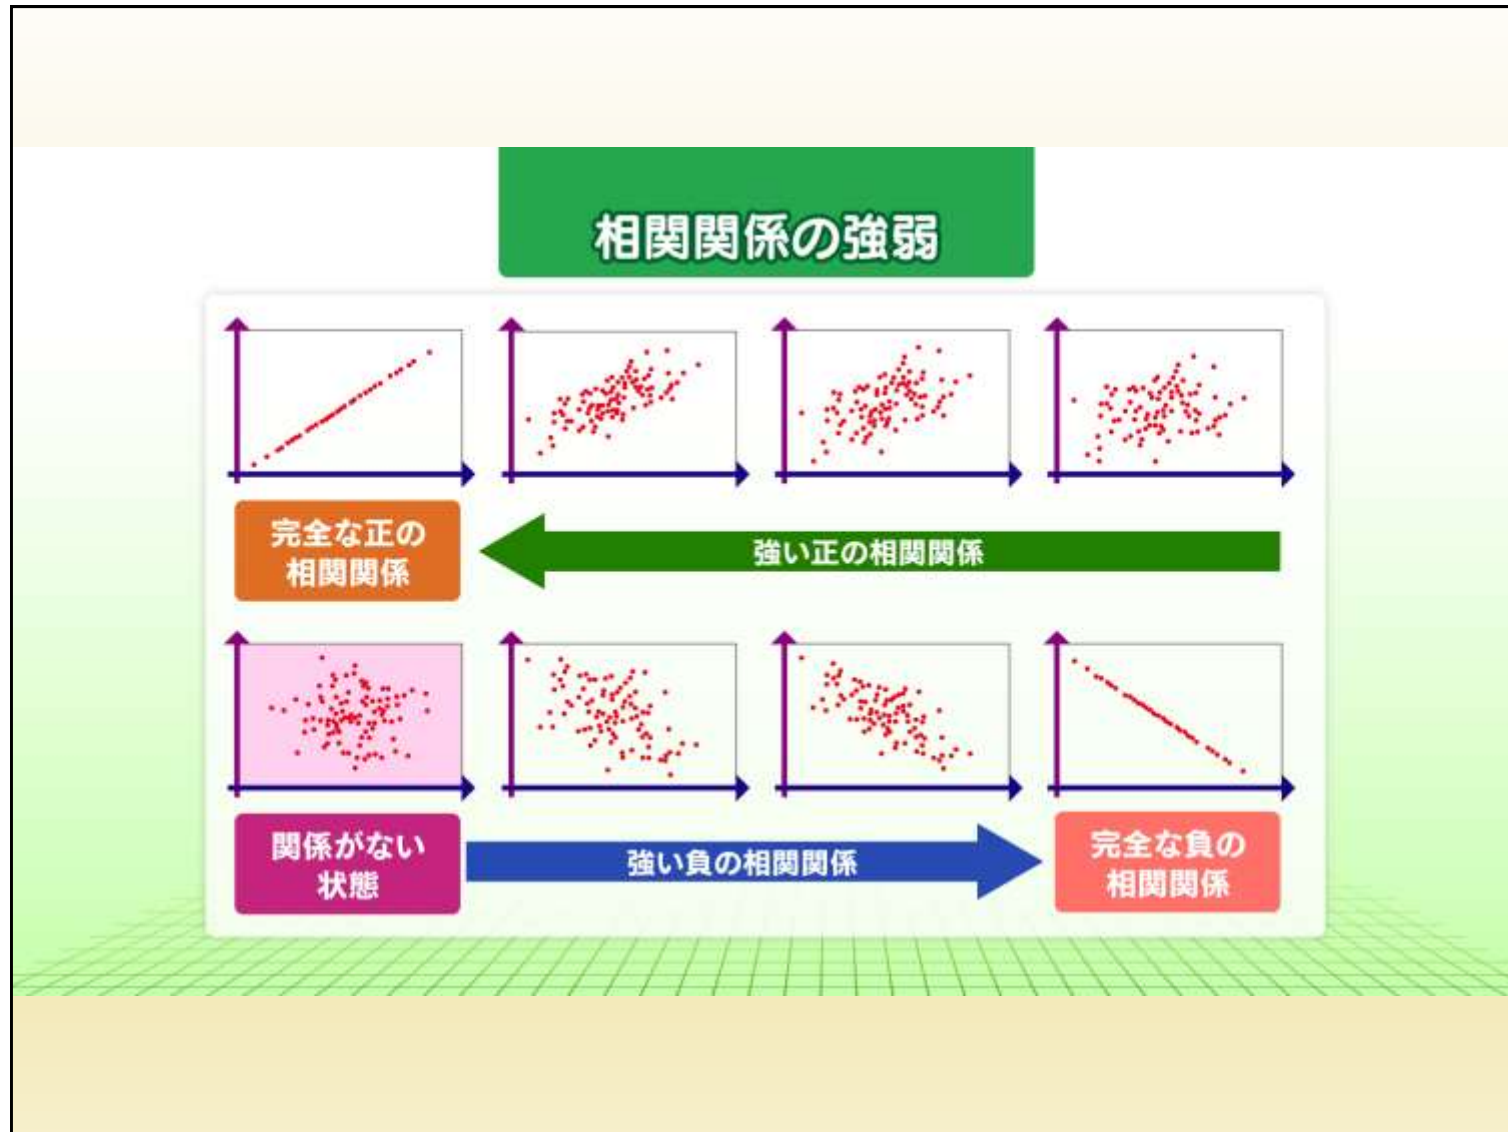 相関関係の強弱
完全な正の
相関関係
強い正の相関関係
関係がない
状態
強い負の相関関係
完全な負の
相関関係